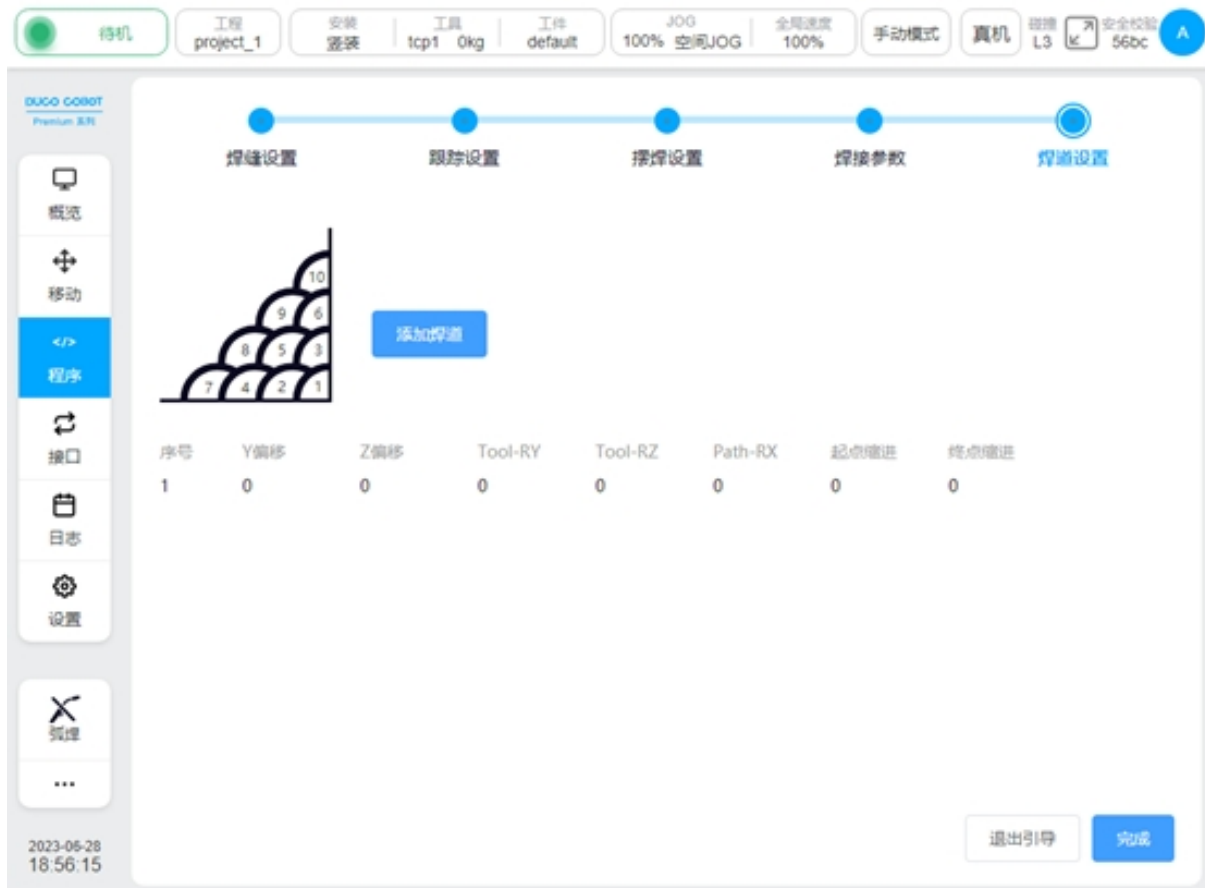 待机
工程
project_1
安装
竖装
工具
tcp1 0kg
工件
default
JOG
100% 空间JOG
全局速度
100%
手动模式
真机
碰撞
L3
安全校验
56bc
A
DUCO COBOT
Premium 系列
概览
移动
</>
程序
接口
日志
设置
弧焊
...
2023-06-28
18:56:15
焊缝设置
跟踪设置
摆焊设置
焊接参数
焊道设置
10
9 6
8 5 3
7 4 2 1
添加焊道
序号 Y偏移 Z偏移 Tool-RY Tool-RZ Path-RX 起点缩进 终点缩进
1 0 0 0 0 0 0 0
退出引导
完成